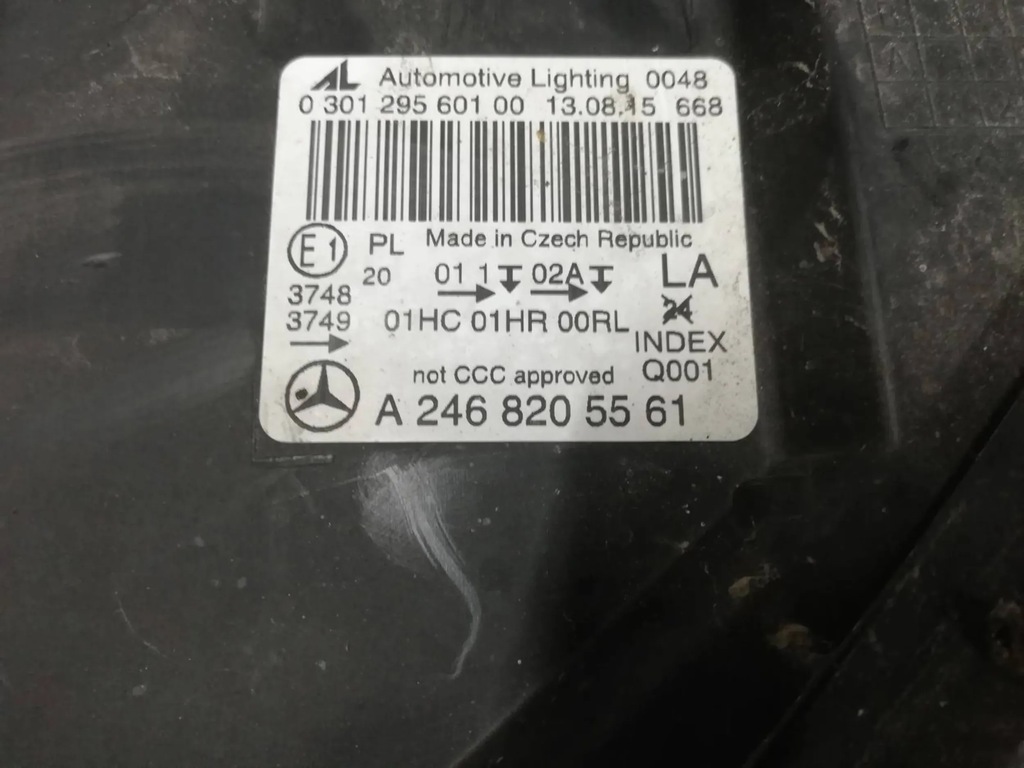 AL Automotive Lighting 0048
0 301 295 601 00 13.08.15 668
E1 PL Made in Czech Republic
20 01 1 02A LA
3748
3749 01HC 01HR 00RL 24
INDEX
not CCC approved Q001
A 246 820 55 61